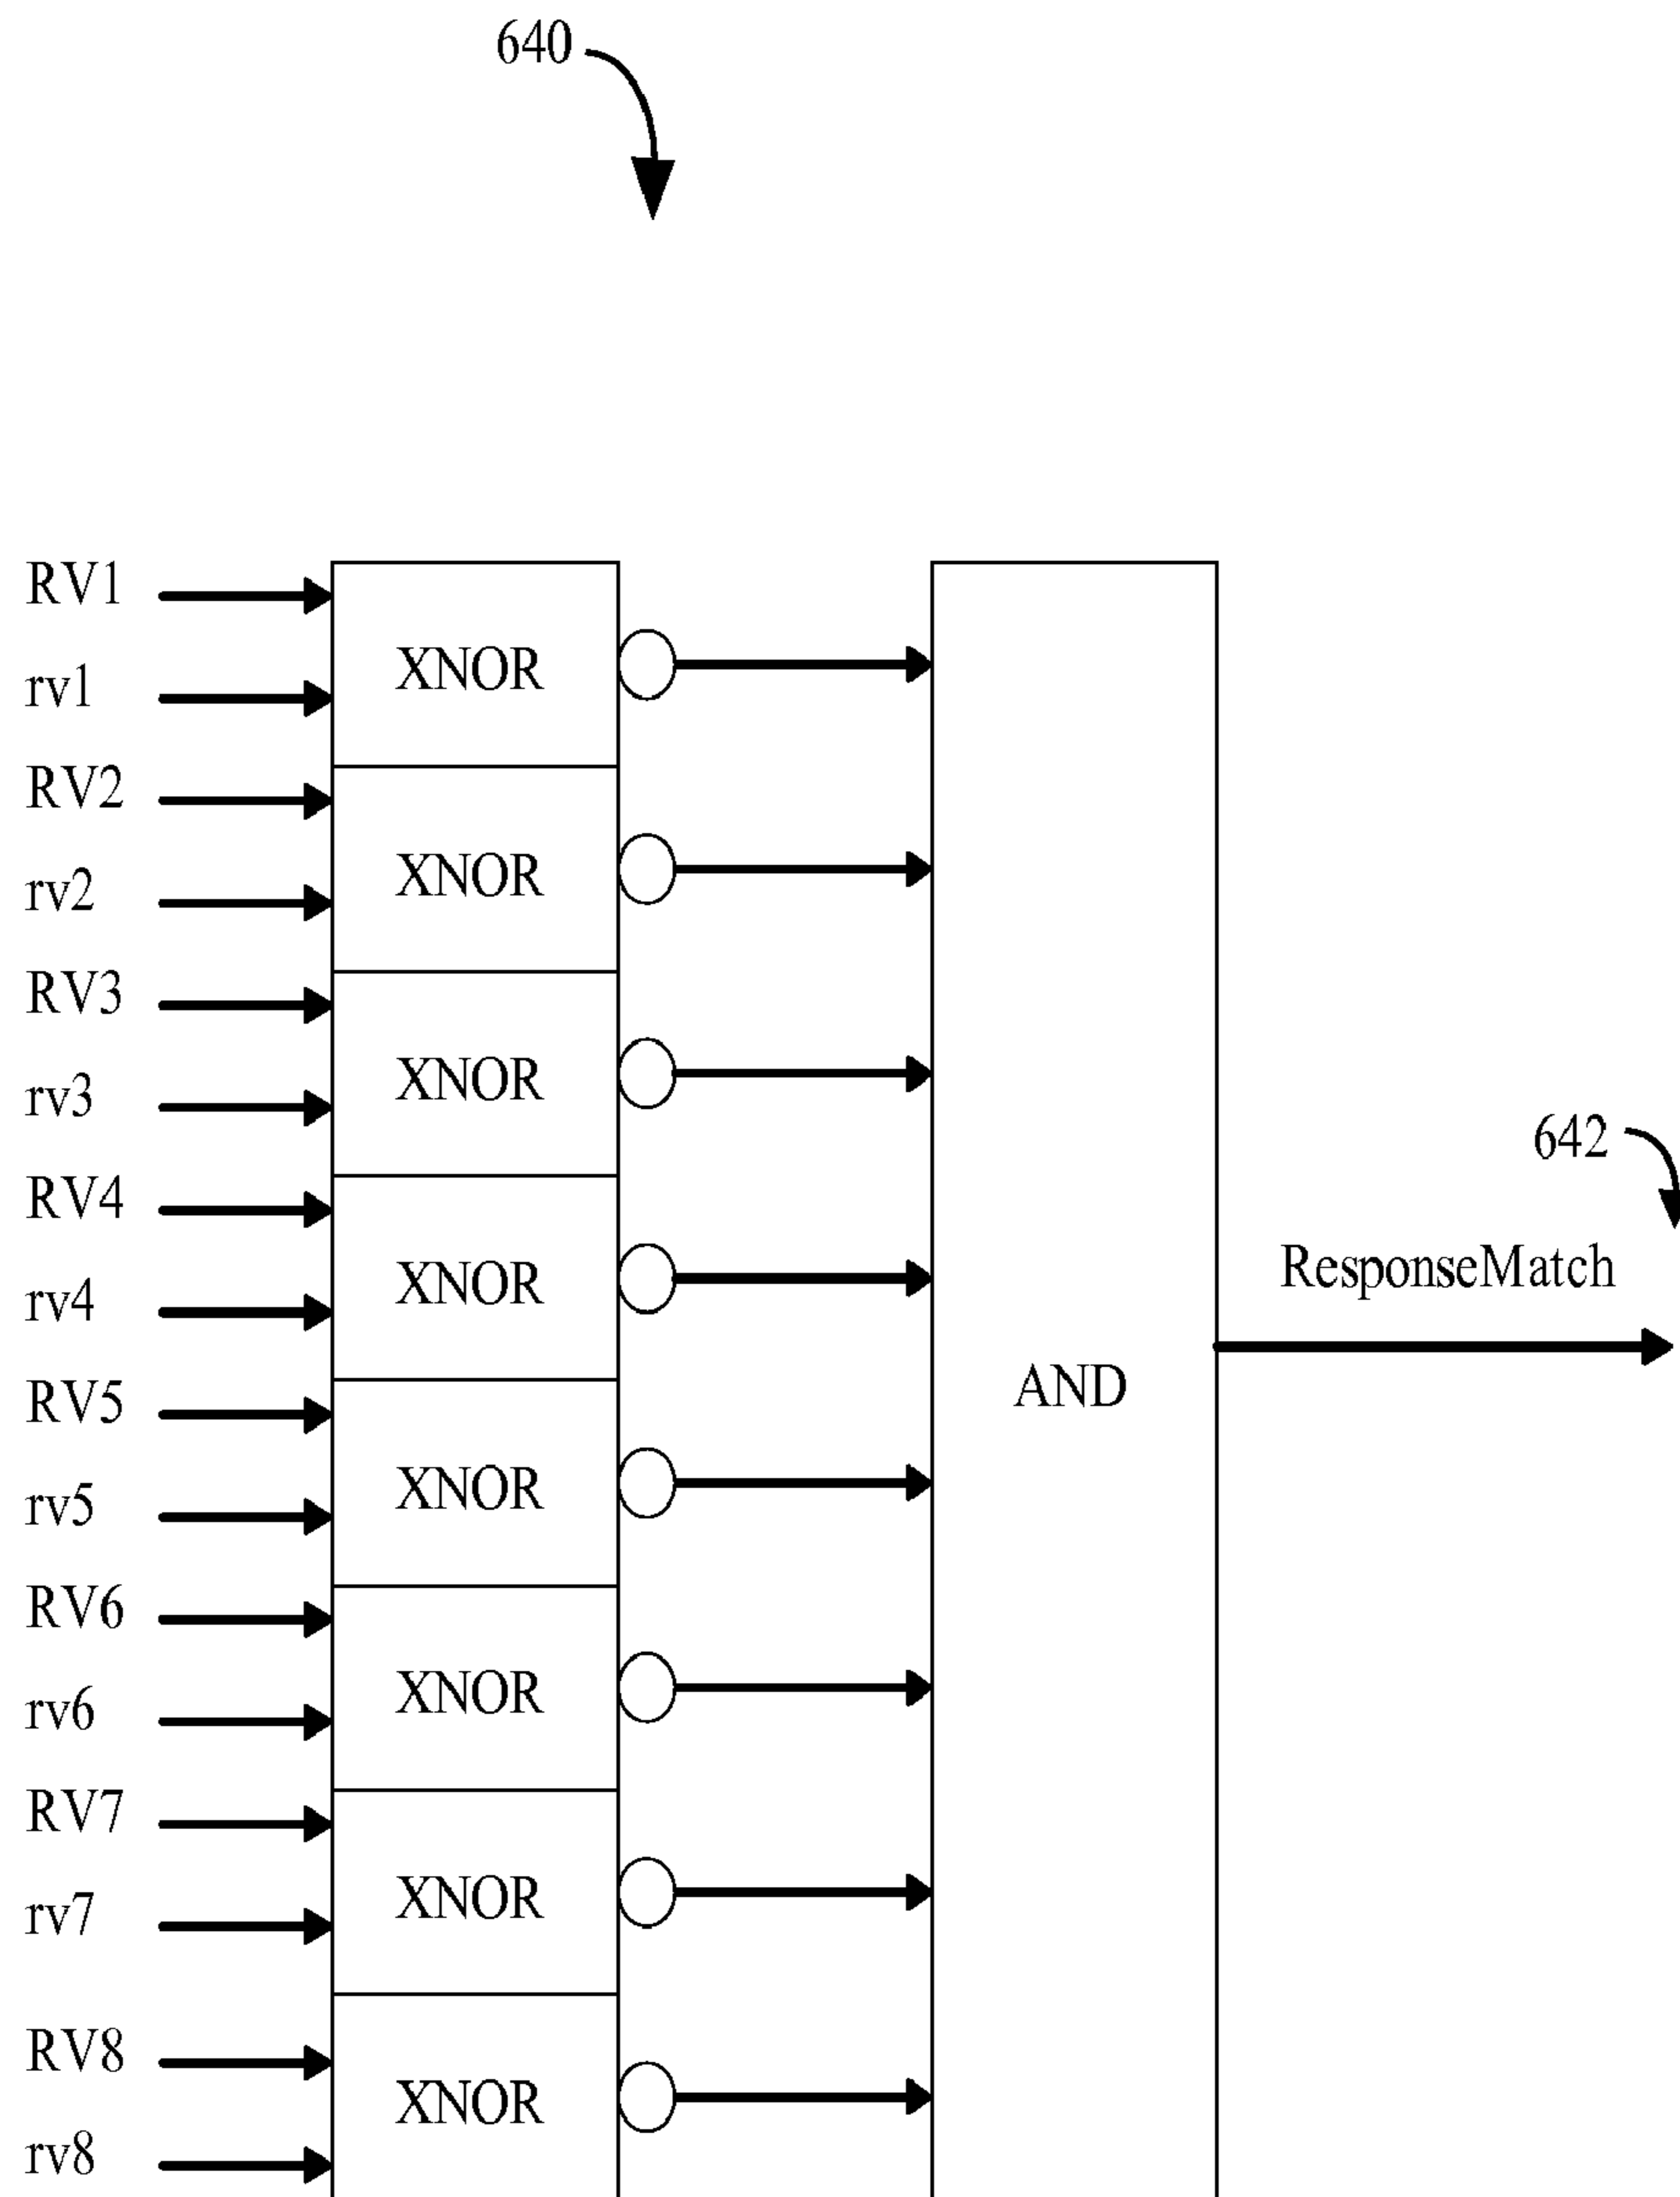 640
RV1
XNOR
rv1
RV2
XNOR
rv2
RV3
XNOR
rv3
642
RV4
XNOR
rv4
ResponseMatch
AND
RV5
XNOR
rv5
RV6
XNOR
rv6
RV7
XNOR
rv7
RV8
XNOR
rv8